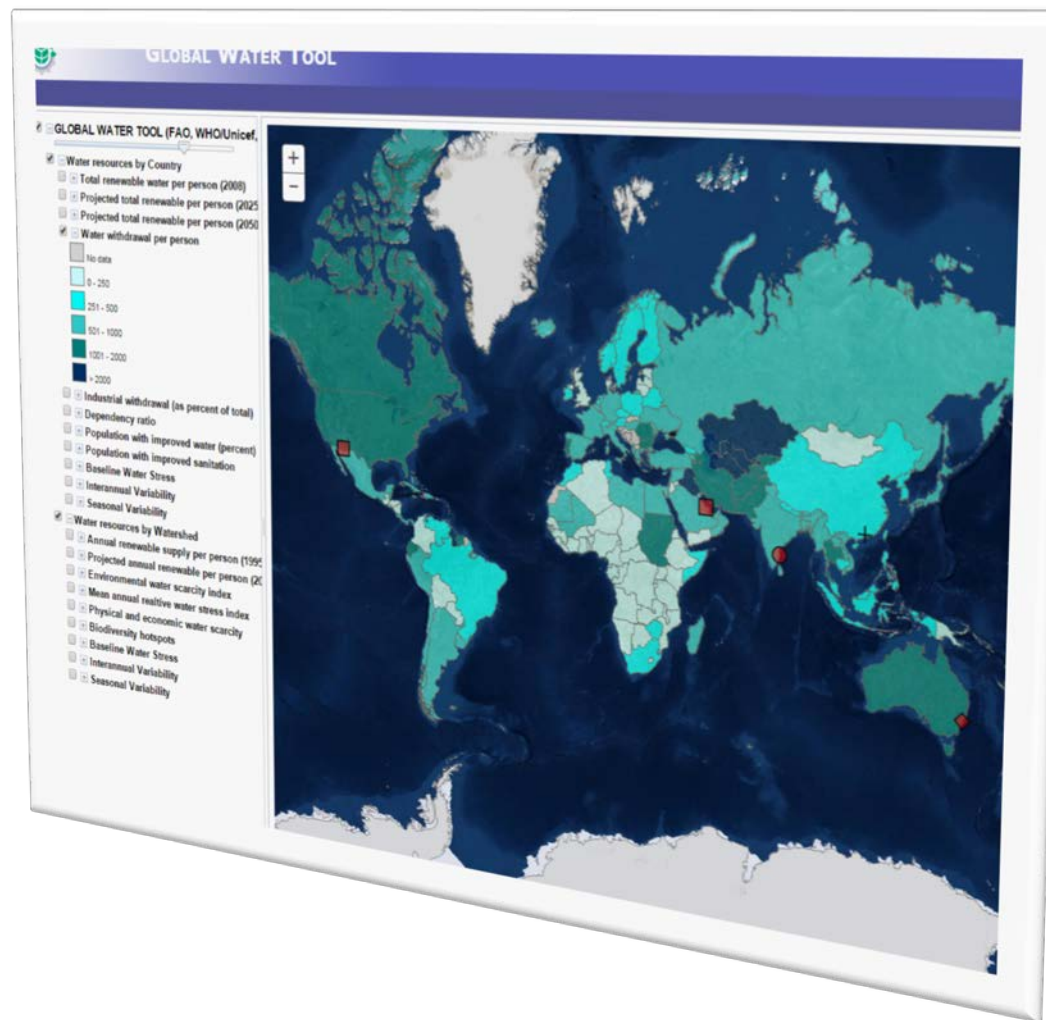 GLOBAL WATER TOOL
GLOBAL WATER TOOL (FAO, WHO/Unicef,
Water resources by Country
Total renewable water per person (2008)
Projected total renewable per person (2025
Projected total renewable per person (2050
Water withdrawal per person
No data
0 - 250
251 - 500
501 - 1000
1001 - 2000
> 2000
Industrial withdrawal (as percent of total)
Dependency ratio
Population with improved water (percent)
Population with improved sanitation
Baseline Water Stress
Interannual Variability
Seasonal Variability
Water resources by Watershed
Annual renewable supply per person (1995
Projected annual renewable per person (20
Environmental water scarcity index
Mean annual realtive water stress index
Physical and economic water scarcity
Biodiversity hotspots
Baseline Water Stress
Interannual Variability
Seasonal Variability